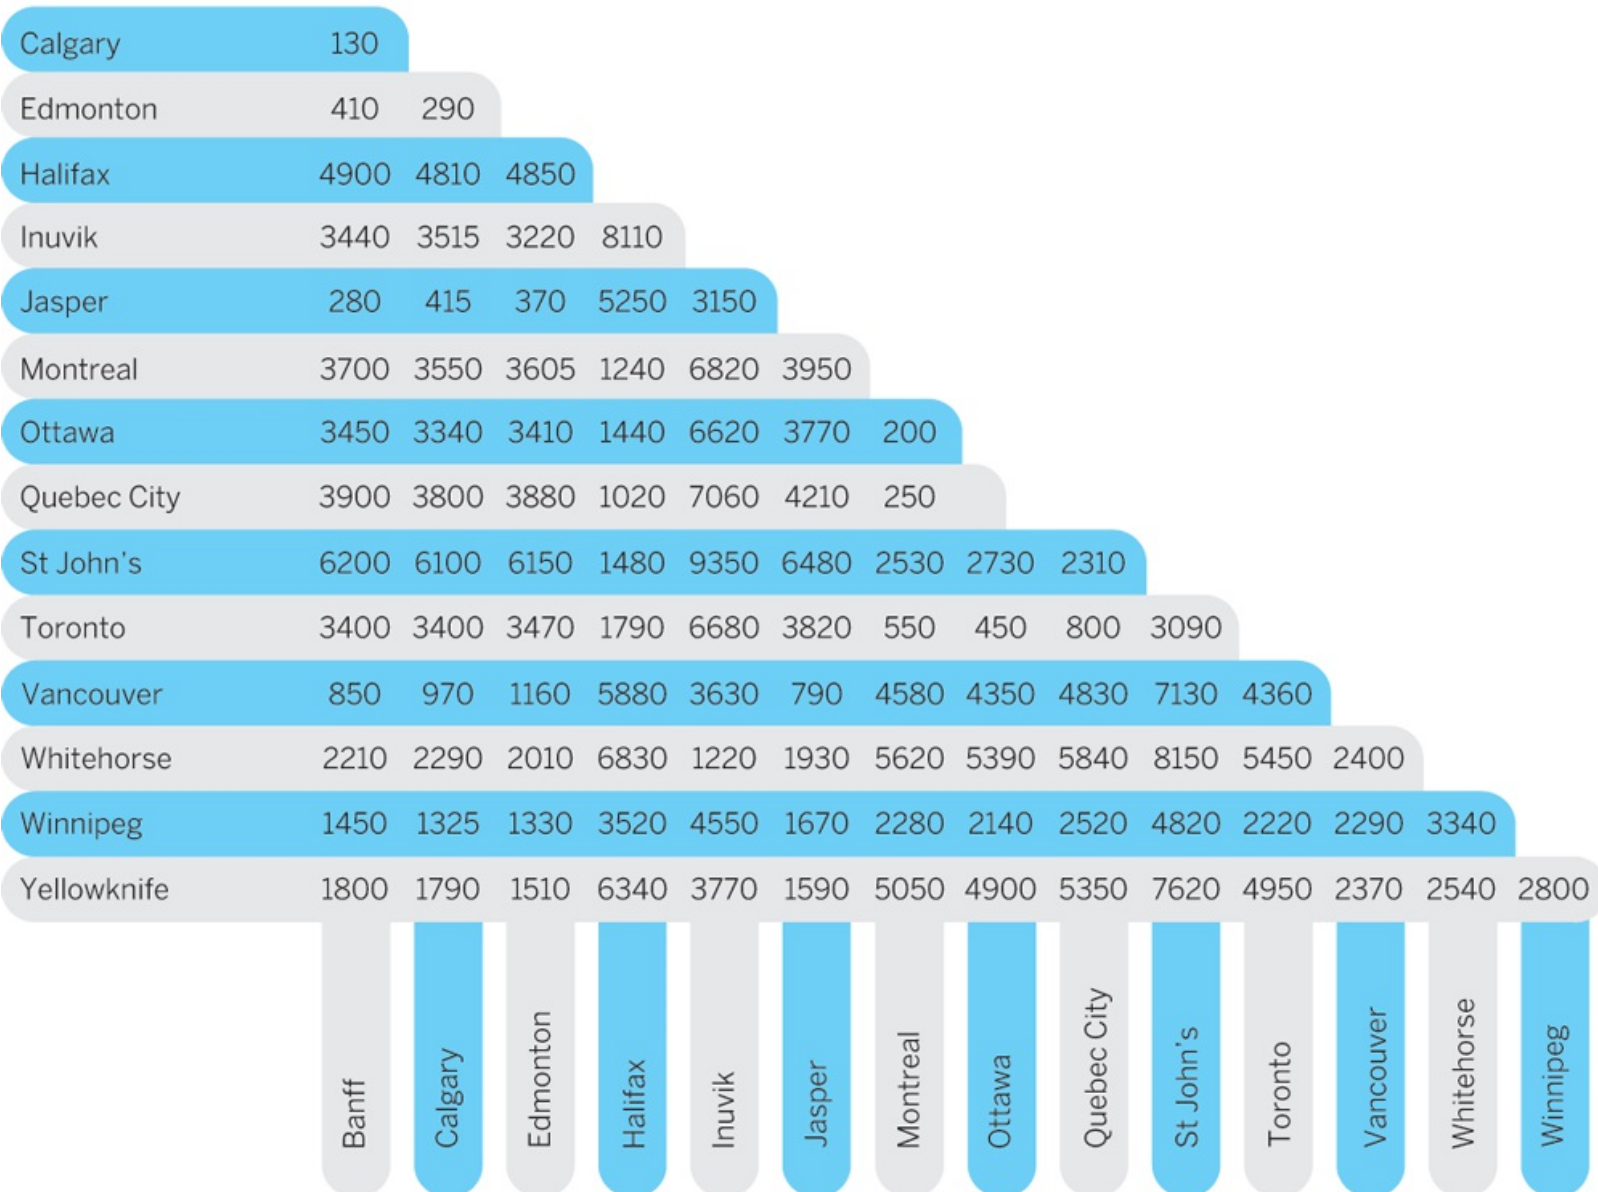 Calgary 130
Edmonton 410 290
Halifax 4900 4810 4850
Inuvik 3440 3515 3220 8110
Jasper 280 415 370 5250 3150
Montreal 3700 3550 3605 1240 6820 3950
Ottawa 3450 3340 3410 1440 6620 3770 200
Quebec City 3900 3800 3880 1020 7060 4210 250
St John's 6200 6100 6150 1480 9350 6480 2530 2730 2310
Toronto 3400 3400 3470 1790 6680 3820 550 450 800 3090
Vancouver 850 970 1160 5880 3630 790 4580 4350 4830 7130 4360
Whitehorse 2210 2290 2010 6830 1220 1930 5620 5390 5840 8150 5450 2400
Winnipeg 1450 1325 1330 3520 4550 1670 2280 2140 2520 4820 2220 2290 3340
Yellowknife 1800 1790 1510 6340 3770 1590 5050 4900 5350 7620 4950 2370 2540 2800
Banff
Calgary
Edmonton
Halifax
Inuvik
Jasper
Montreal
Ottawa
Quebec City
St John's
Toronto
Vancouver
Whitehorse
Winnipeg